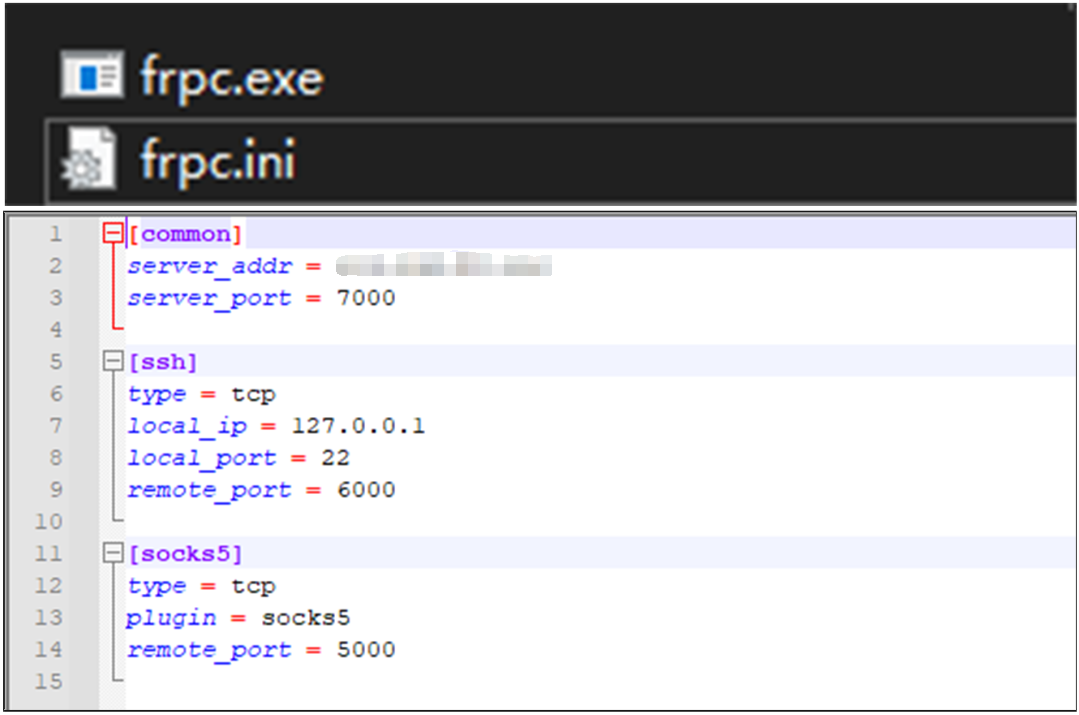 frpc.exe
frpc.ini
1 [common]
2 server_addr =
3 server_port = 7000
4
5 [ssh]
6 type = tcp
7 local_ip = 127.0.0.1
8 local_port = 22
9 remote_port = 6000
10
11 [socks5]
12 type = tcp
13 plugin = socks5
14 remote_port = 5000
15